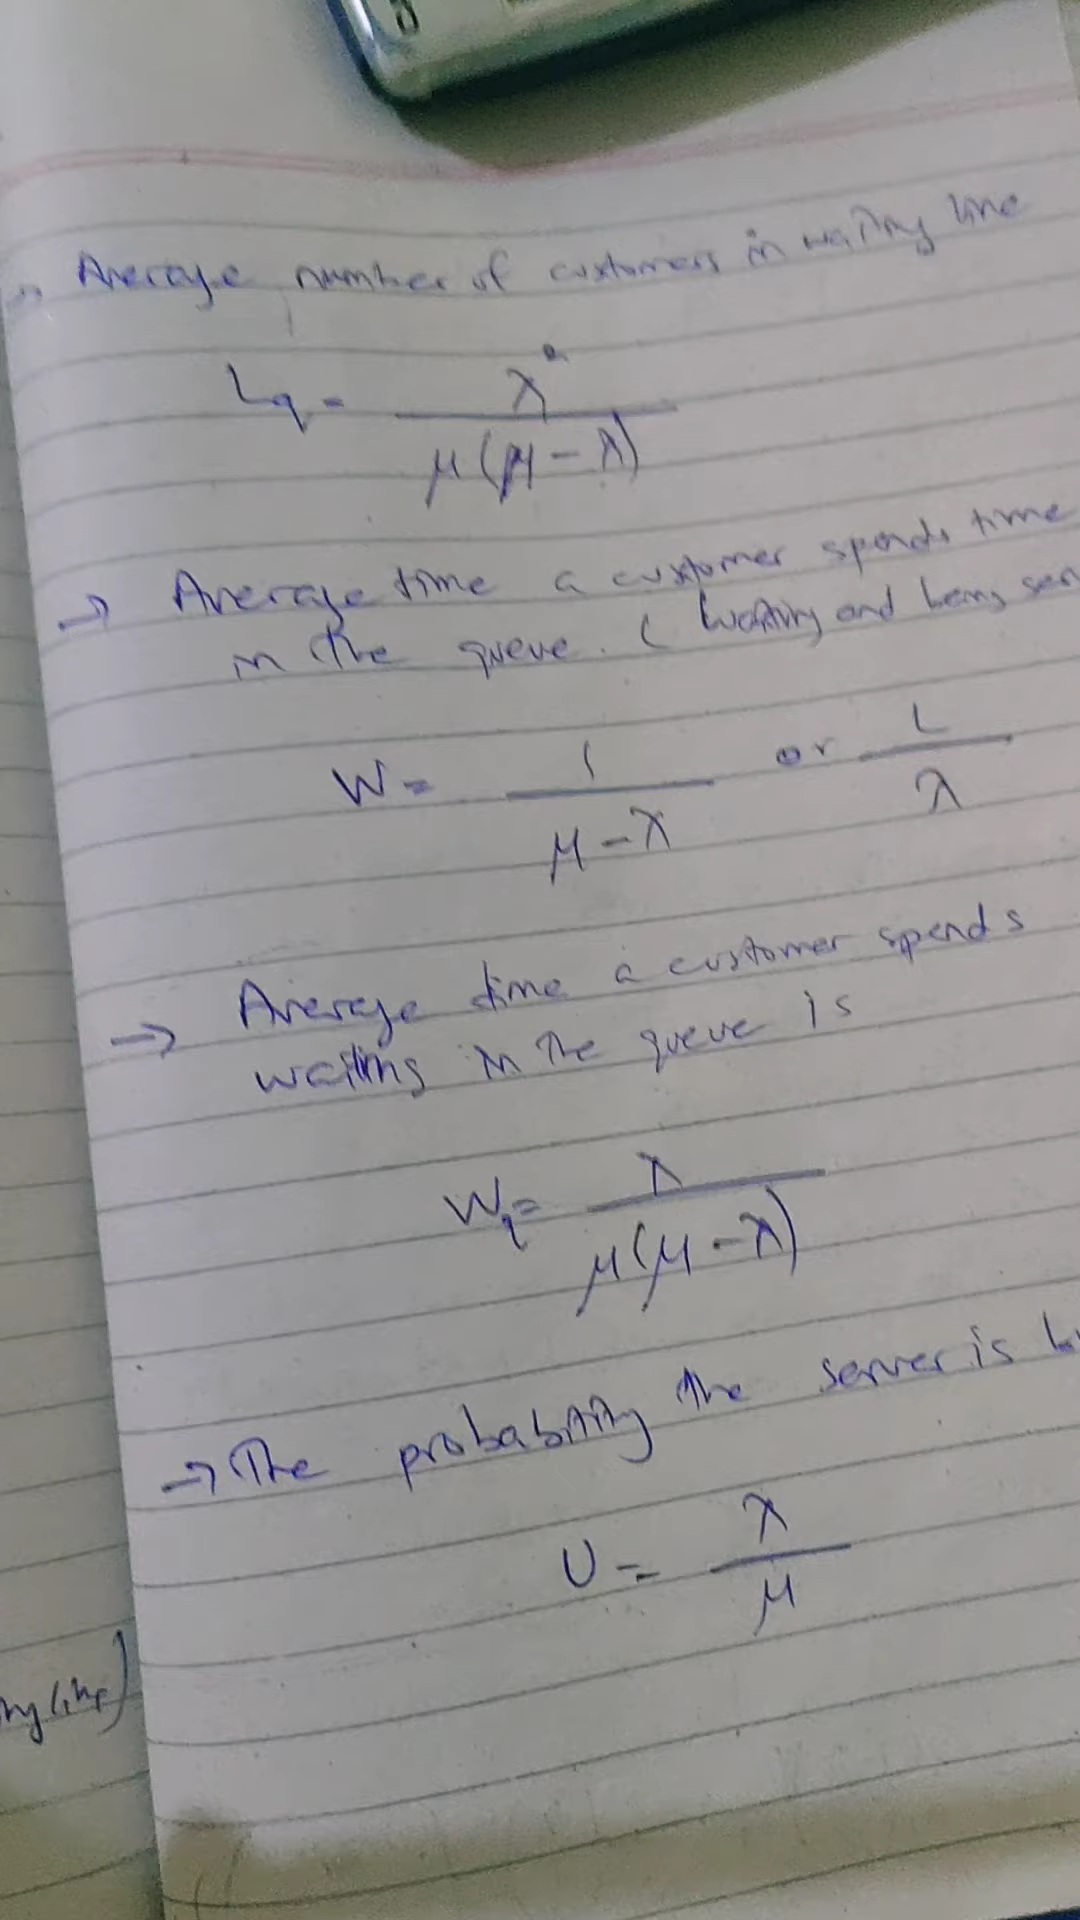 → Average number of customers in waiting line
Lq = λ²
μ(μ - λ)
→ Average time a customer spends time
in the queue. ( Waiting and being ser
W = 1 or L
μ - λ λ
→ Average time a customer spends
waiting in the queue is
Wq = λ
μ(μ - λ)
→ The probability the server is b
U = λ
μ